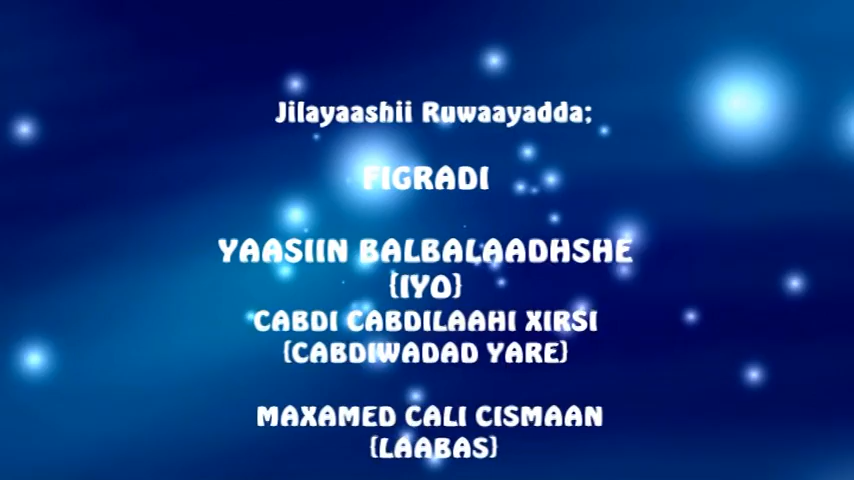 Jilayaashii Ruwaayadda;
FIGRADI
YAASIIN BALBALAADHSHE
{IYO}
CABDI CABDILAAHI XIRSI
{CABDIWADAD YARE}
MAXAMED CALI CISMAAN
{LAABAS}